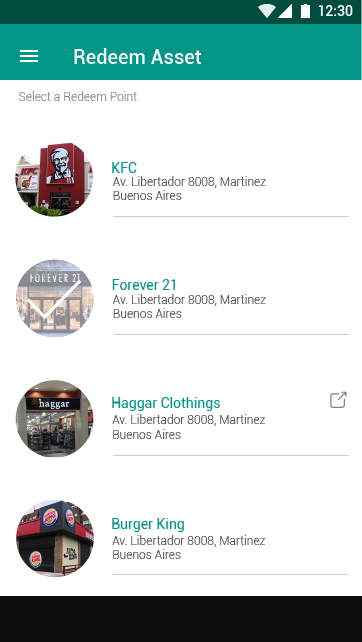 12:30
Redeem Asset
Select a Redeem Point
KFC
KFC
Av. Libertador 8008, Martinez
Buenos Aires
FOREVER 21
Forever 21
Av. Libertador 8008, Martinez
Buenos Aires
haggar
Haggar Clothings
Av. Libertador 8008, Martinez
Buenos Aires
Burger King
Av. Libertador 8008, Martinez
Buenos Aires